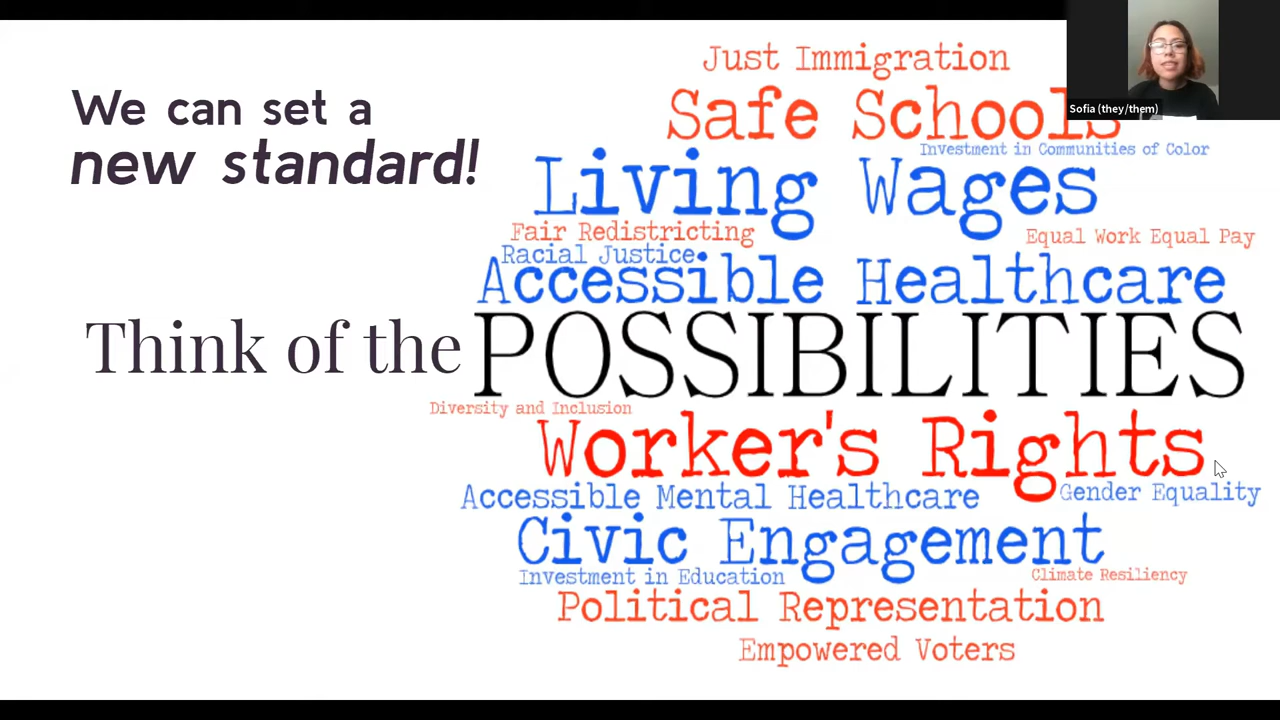 We can set a
new standard!
Think of the
Just Immigration
Safe Schools
Investment in Communities of Color
Living Wages
Fair Redistricting
Equal Work Equal Pay
Racial Justice
Accessible Healthcare
POSSIBILITIES
Diversity and Inclusion
Worker's Rights
Accessible Mental Healthcare
Gender Equality
Civic Engagement
Investment in Education
Climate Resiliency
Political Representation
Empowered Voters
Sofia (they/them)